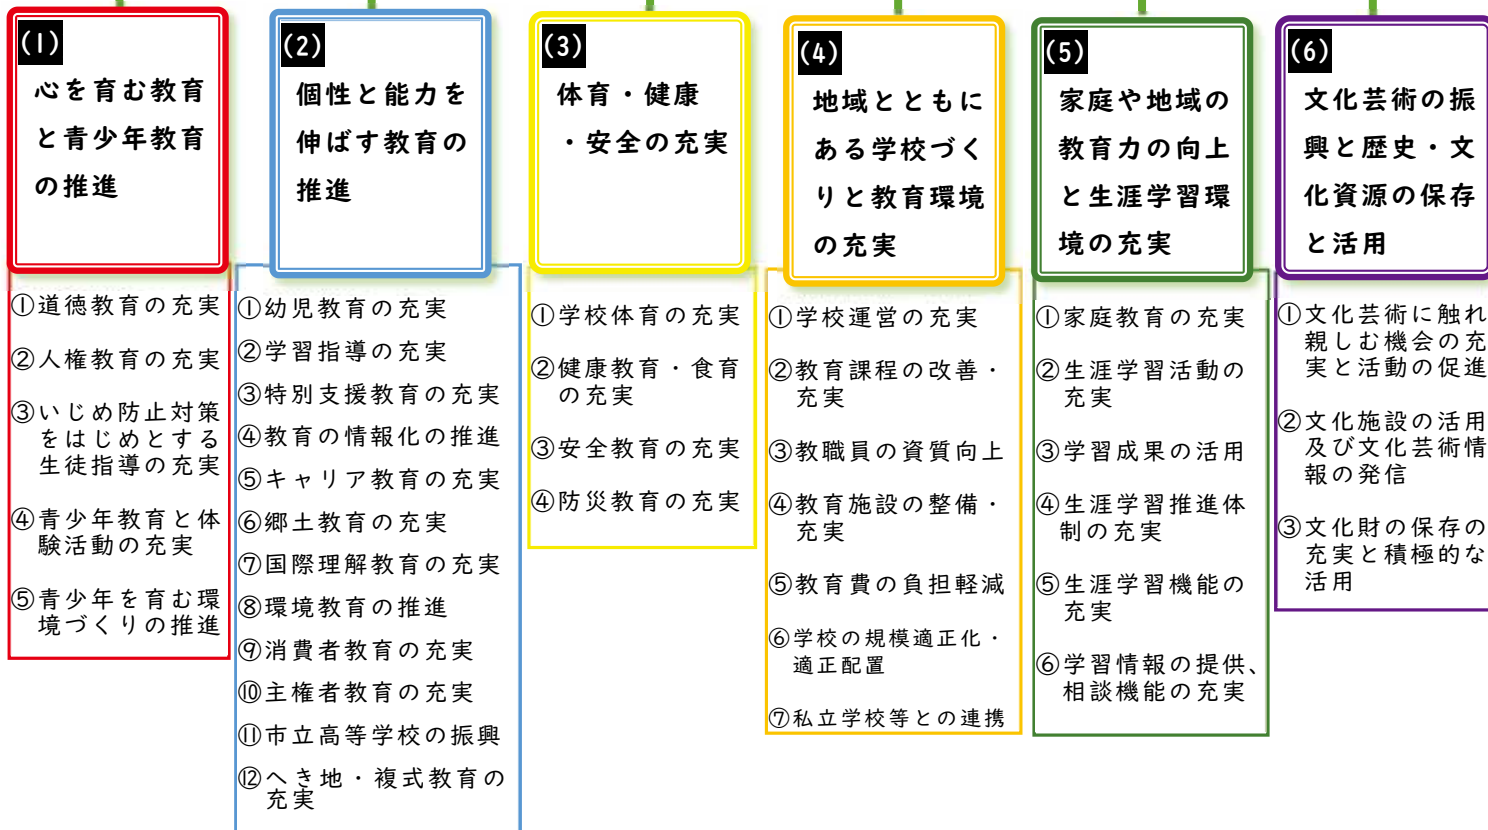 (1)
心を育む教育
と青少年教育
の推進
①道徳教育の充実
②人権教育の充実
③いじめ防止対策
をはじめとする
生徒指導の充実
④青少年教育と体
験活動の充実
⑤青少年を育む環
境づくりの推進
(2)
個性と能力を
伸ばす教育の
推進
①幼児教育の充実
②学習指導の充実
③特別支援教育の充実
④教育の情報化の推進
⑤キャリア教育の充実
⑥郷土教育の充実
⑦国際理解教育の充実
⑧環境教育の推進
⑨消費者教育の充実
⑩主権者教育の充実
⑪市立高等学校の振興
⑫へき地・複式教育の
充実
(3)
体育・健康
・安全の充実
①学校体育の充実
②健康教育・食育
の充実
③安全教育の充実
④防災教育の充実
(4)
地域とともに
ある学校づく
りと教育環境
の充実
①学校運営の充実
②教育課程の改善・
充実
③教職員の資質向上
④教育施設の整備・
充実
⑤教育費の負担軽減
⑥学校の規模適正化・
適正配置
⑦私立学校等との連携
(5)
家庭や地域の
教育力の向上
と生涯学習環
境の充実
①家庭教育の充実
②生涯学習活動の
充実
③学習成果の活用
④生涯学習推進体
制の充実
⑤生涯学習機能の
充実
⑥学習情報の提供、
相談機能の充実
(6)
文化芸術の振
興と歴史・文
化資源の保存
と活用
①文化芸術に触れ
親しむ機会の充
実と活動の促進
②文化施設の活用
及び文化芸術情
報の発信
③文化財の保存の
充実と積極的な
活用